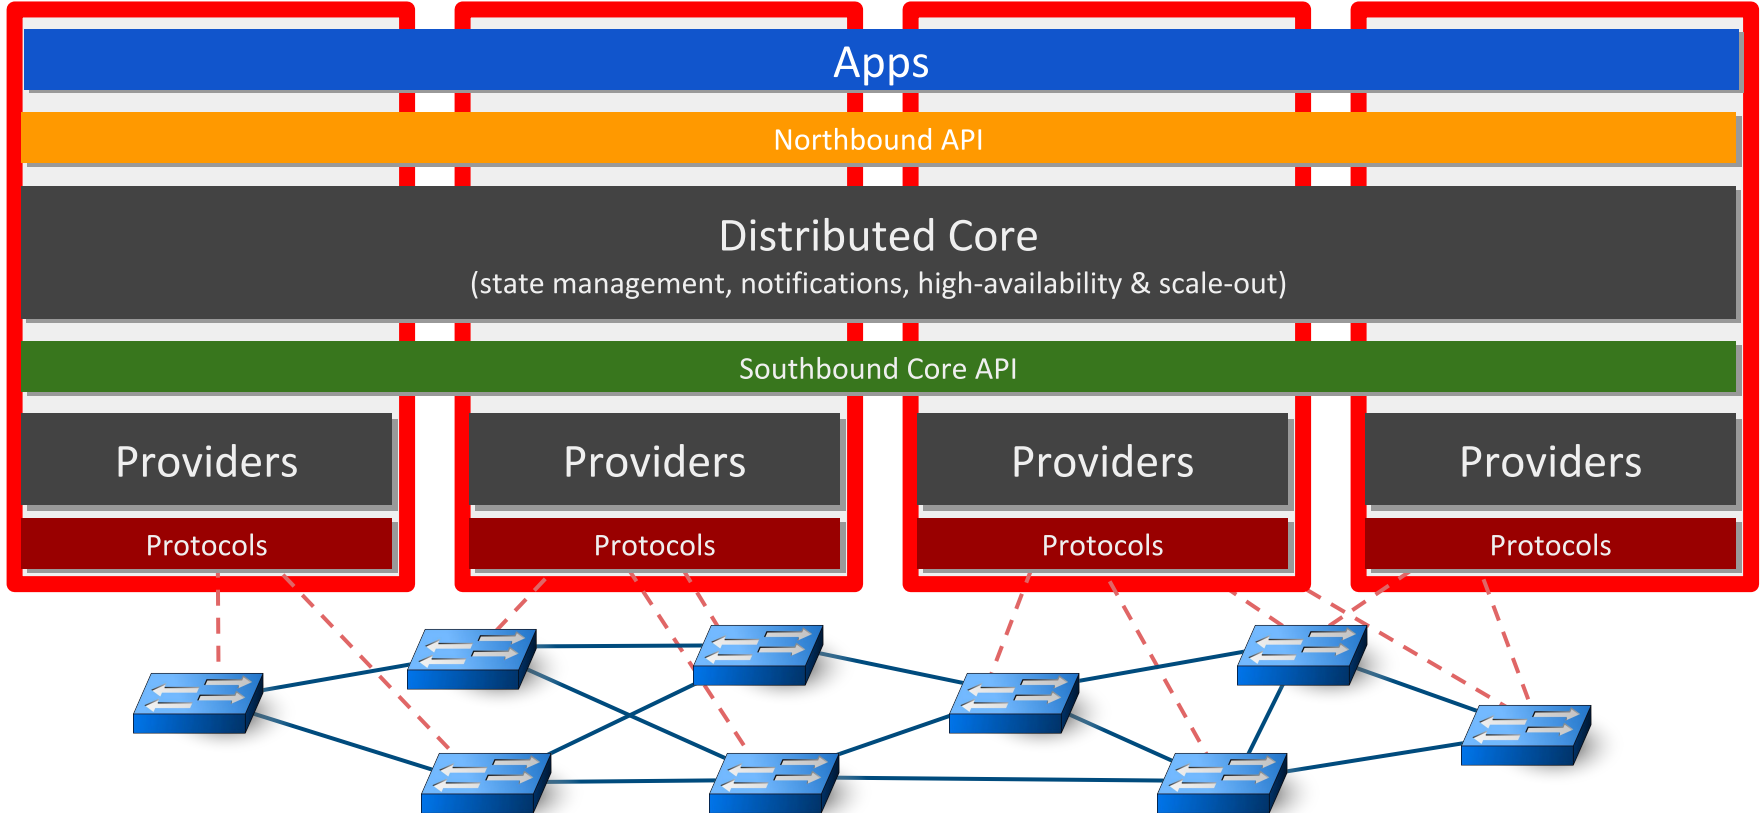 Apps
Northbound API
Distributed Core
(state management, notifications, high-availability & scale-out)
Southbound Core API
Providers
Providers
Providers
Providers
Protocols
Protocols
Protocols
Protocols